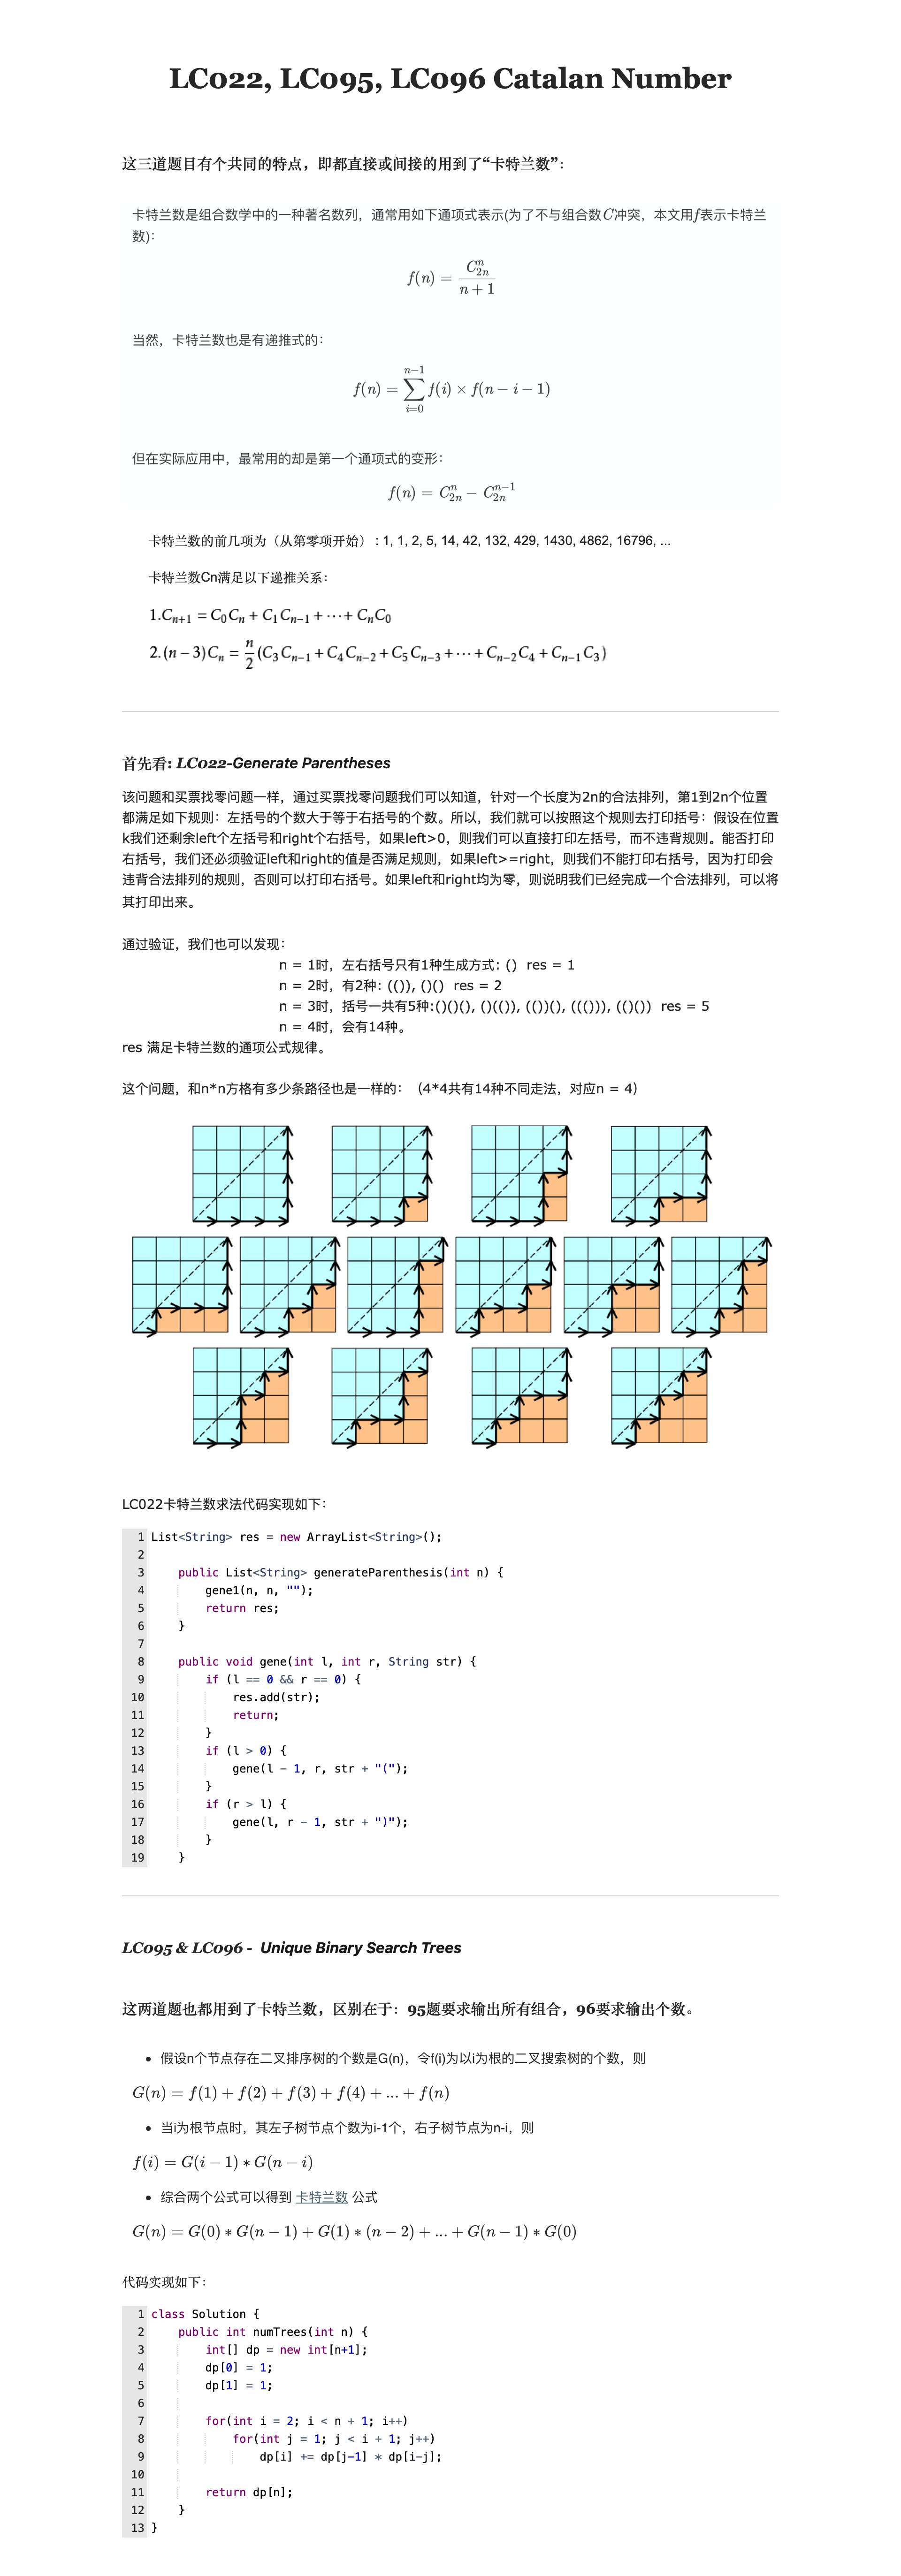 LC022, LC095, LC096 Catalan Number
这三道题目有个共同的特点，即都直接或间接的用到了“卡特兰数”：
卡特兰数是组合数学中的一种著名数列，通常用如下通项式表示(为了不与组合数C冲突，本文用f表示卡特兰
数)：
f(n) = C_{2n}^{n} / (n + 1)
当然，卡特兰数也是有递推式的：
f(n) = \sum_{i=0}^{n-1} f(i) × f(n − i − 1)
但在实际应用中，最常用的却是第一个通项式的变形：
f(n) = C_{2n}^{n} − C_{2n}^{n−1}
卡特兰数的前几项为（从第零项开始）: 1, 1, 2, 5, 14, 42, 132, 429, 1430, 4862, 16796, ...
卡特兰数Cn满足以下递推关系：
1.C_{n+1} = C_0C_n + C_1C_{n−1} + ⋯ + C_nC_0
2.(n − 3)C_n = n/2 (C_3C_{n−1} + C_4C_{n−2} + C_5C_{n−3} + ⋯ + C_{n−2}C_4 + C_{n−1}C_3)
首先看: LC022-Generate Parentheses
该问题和买票找零问题一样，通过买票找零问题我们可以知道，针对一个长度为2n的合法排列，第1到2n个位置
都满足如下规则：左括号的个数大于等于右括号的个数。所以，我们就可以按照这个规则去打印括号：假设在位置
k我们还剩余left个左括号和right个右括号，如果left>0，则我们可以直接打印左括号，而不违背规则。能否打印
右括号，我们还必须验证left和right的值是否满足规则，如果left>=right，则我们不能打印右括号，因为打印会
违背合法排列的规则，否则可以打印右括号。如果left和right均为零，则说明我们已经完成一个合法排列，可以将
其打印出来。
通过验证，我们也可以发现：
n = 1时，左右括号只有1种生成方式: () res = 1
n = 2时，有2种: (()), ()() res = 2
n = 3时，括号一共有5种:()()(), ()(()), (())(), ((())), (()()) res = 5
n = 4时，会有14种。
res 满足卡特兰数的通项公式规律。
这个问题，和n*n方格有多少条路径也是一样的：（4*4共有14种不同走法，对应n = 4）
LC022卡特兰数求法代码实现如下：
1 List<String> res = new ArrayList<String>();
2
3 public List<String> generateParenthesis(int n) {
4 gene1(n, n, "");
5 return res;
6 }
7
8 public void gene(int l, int r, String str) {
9 if (l == 0 && r == 0) {
10 res.add(str);
11 return;
12 }
13 if (l > 0) {
14 gene(l - 1, r, str + "(");
15 }
16 if (r > l) {
17 gene(l, r - 1, str + ")");
18 }
19 }
LC095 & LC096 - Unique Binary Search Trees
这两道题也都用到了卡特兰数，区别在于：95题要求输出所有组合，96要求输出个数。
• 假设n个节点存在二叉排序树的个数是G(n)，令f(i)为以i为根的二叉搜索树的个数，则
G(n) = f(1) + f(2) + f(3) + f(4) + ... + f(n)
• 当i为根节点时，其左子树节点个数为i-1个，右子树节点为n-i，则
f(i) = G(i − 1) ∗ G(n − i)
• 综合两个公式可以得到 卡特兰数 公式
G(n) = G(0) ∗ G(n − 1) + G(1) ∗ (n − 2) + ... + G(n − 1) ∗ G(0)
代码实现如下：
1 class Solution {
2 public int numTrees(int n) {
3 int[] dp = new int[n+1];
4 dp[0] = 1;
5 dp[1] = 1;
6
7 for(int i = 2; i < n + 1; i++)
8 for(int j = 1; j < i + 1; j++)
9 dp[i] += dp[j-1] * dp[i-j];
10
11 return dp[n];
12 }
13 }